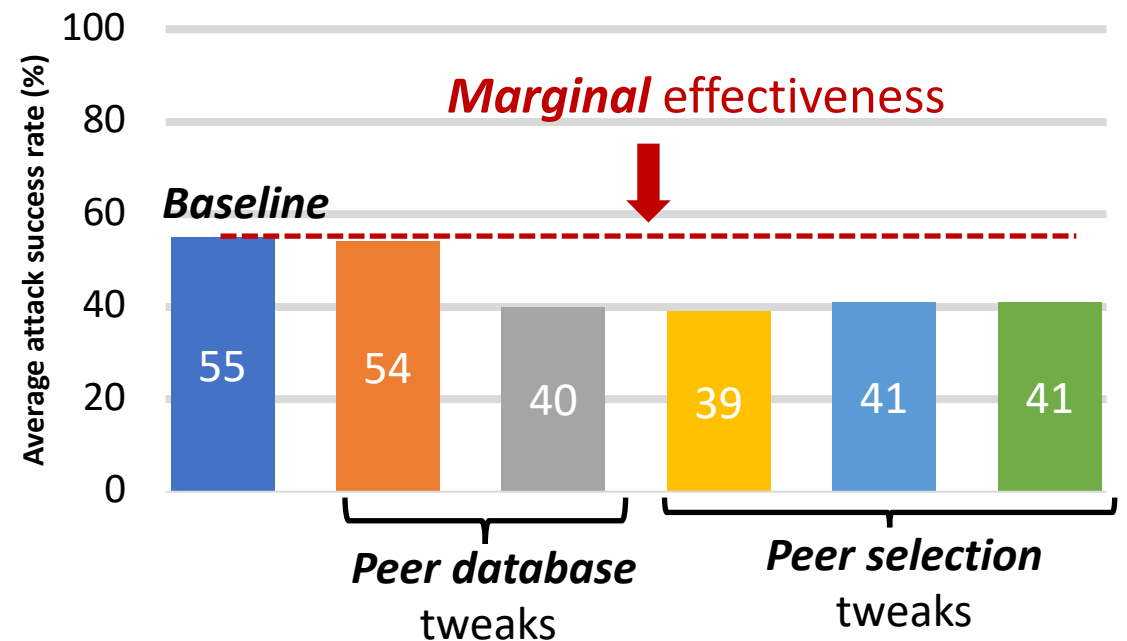 Average attack success rate (%)
100
80
60
40
20
0
Marginal effectiveness
Baseline
55
54
40
39
41
41
Peer database
tweaks
Peer selection
tweaks